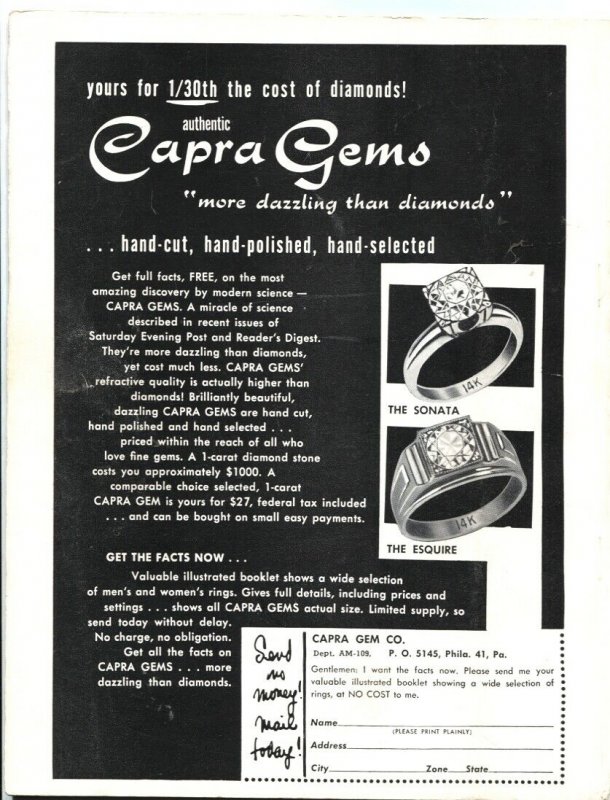 yours for 1/30th the cost of diamonds!
authentic
Capra Gems
"more dazzling than diamonds"
. . . hand-cut, hand-polished, hand-selected
Get full facts, FREE, on the most
amazing discovery by modern science —
CAPRA GEMS. A miracle of science
described in recent issues of
Saturday Evening Post and Reader's Digest.
They're more dazzling than diamonds,
yet cost much less. CAPRA GEMS'
refractive quality is actually higher than
diamonds! Brilliantly beautiful,
dazzling CAPRA GEMS are hand cut,
hand polished and hand selected . . .
priced within the reach of all who
love fine gems. A 1-carat diamond stone
costs you approximately $1000. A
comparable choice selected, 1-carat
CAPRA GEM is yours for $27, federal tax included
. . . and can be bought on small easy payments.
14K
THE SONATA
14K
THE ESQUIRE
GET THE FACTS NOW . . .
Valuable illustrated booklet shows a wide selection
of men's and women's rings. Gives full details, including prices and
settings . . . shows all CAPRA GEMS actual size. Limited supply, so
send today without delay.
No charge, no obligation.
Get all the facts on
CAPRA GEMS . . . more
dazzling than diamonds.
Send
no
money!
Mail
today!
CAPRA GEM CO.
Dept. AM-109, P. O. 5145, Phila. 41, Pa.
Gentlemen: I want the facts now. Please send me your
valuable illustrated booklet showing a wide selection of
rings, at NO COST to me.
Name
(PLEASE PRINT PLAINLY)
Address
City Zone State